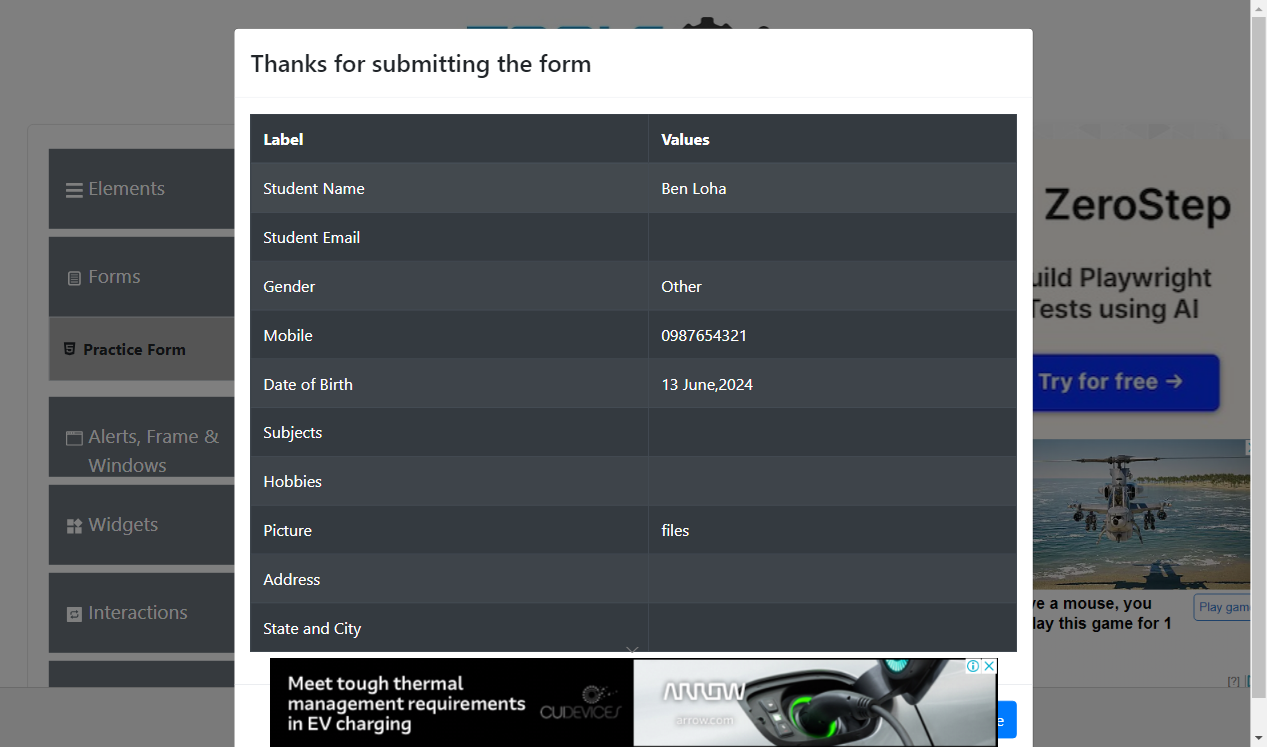 Thanks for submitting the form
Label Values
Student Name Ben Loha
Student Email
Gender Other
Mobile 0987654321
Date of Birth 13 June,2024
Subjects
Hobbies
Picture files
Address
State and City
Elements
Forms
Practice Form
Alerts, Frame &
Windows
Widgets
Interactions
ZeroStep
uild Playwright
Tests using AI
Try for free →
ve a mouse, you
lay this game for 1
Play gam
[?]
Meet tough thermal
management requirements
in EV charging
CUDEVICES
ARROW
arrow.com
e